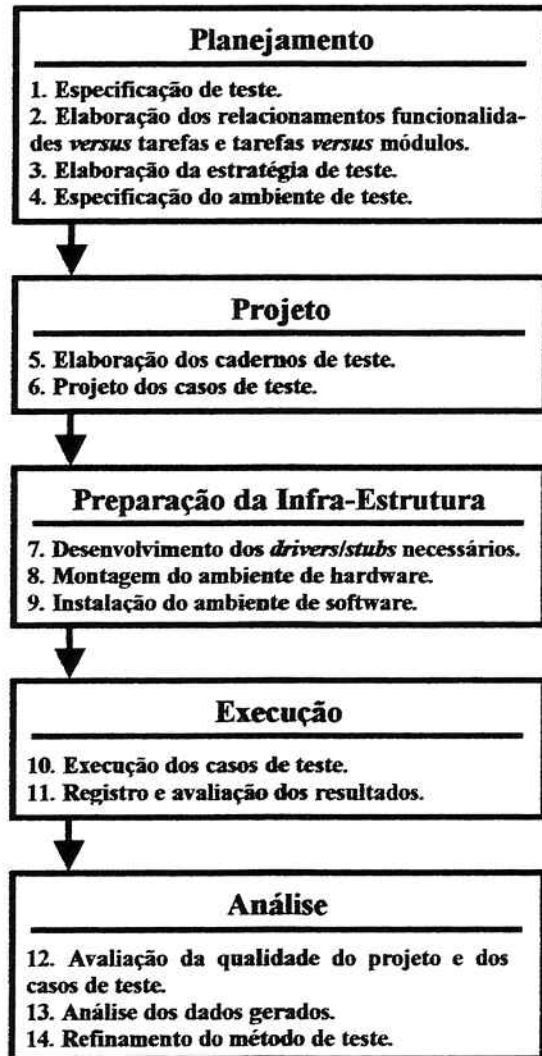 Planejamento
1. Especificação de teste.
2. Elaboração dos relacionamentos funcionalida-
des versus tarefas e tarefas versus módulos.
3. Elaboração da estratégia de teste.
4. Especificação do ambiente de teste.
Projeto
5. Elaboração dos cadernos de teste.
6. Projeto dos casos de teste.
Preparação da Infra-Estrutura
7. Desenvolvimento dos drivers/stubs necessários.
8. Montagem do ambiente de hardware.
9. Instalação do ambiente de software.
Execução
10. Execução dos casos de teste.
11. Registro e avaliação dos resultados.
Análise
12. Avaliação da qualidade do projeto e dos
casos de teste.
13. Análise dos dados gerados.
14. Refinamento do método de teste.